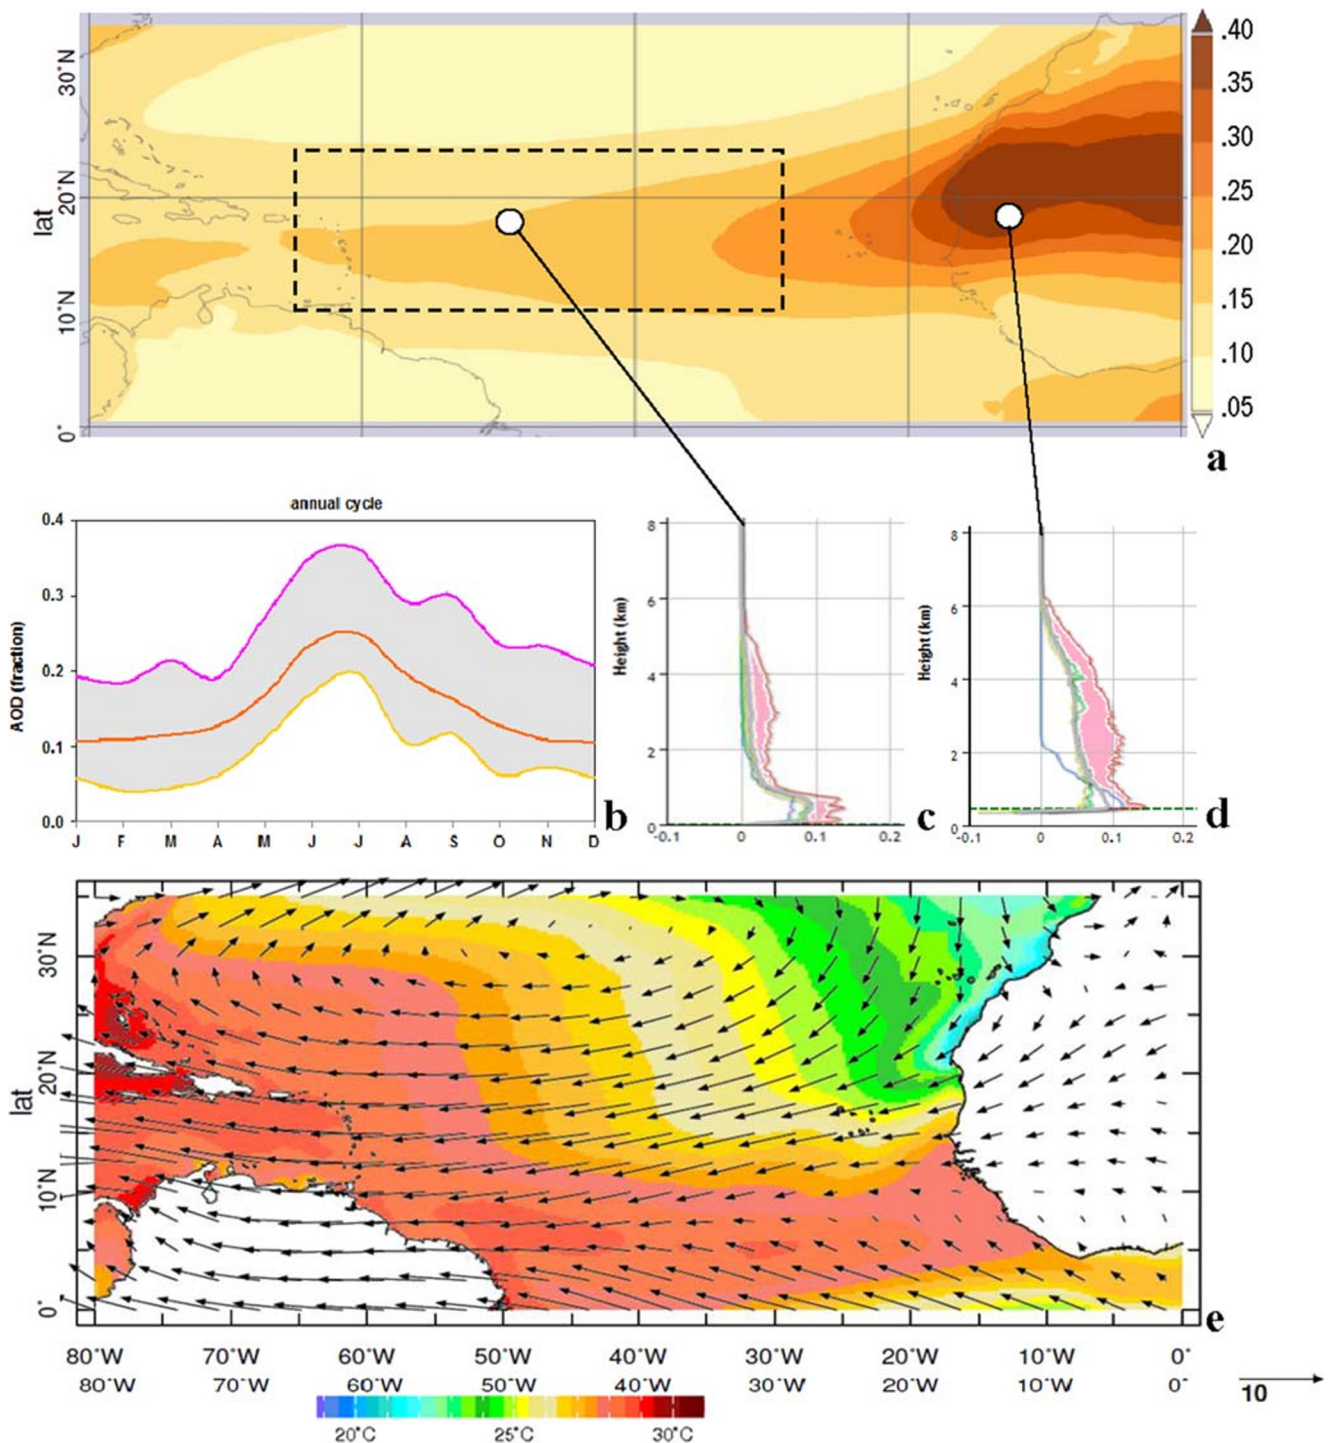 30°N
20°N
10°N
0°
lat
.40
.35
.30
.25
.20
.15
.10
.05
a
annual cycle
0.4
0.3
0.2
0.1
0.0
AOD (fraction)
J F M A M J J A S O N D
b
8
6
4
2
0
Height (km)
-0.1 0 0.1 0.2
c
8
6
4
2
0
Height (km)
-0.1 0 0.1 0.2
d
30°N
20°N
10°N
0°
lat
e
80°W 70°W 60°W 50°W 40°W 30°W 20°W 10°W 0°
80°W 70°W 60°W 50°W 40°W 30°W 20°W 10°W 0°
10
20°C 25°C 30°C